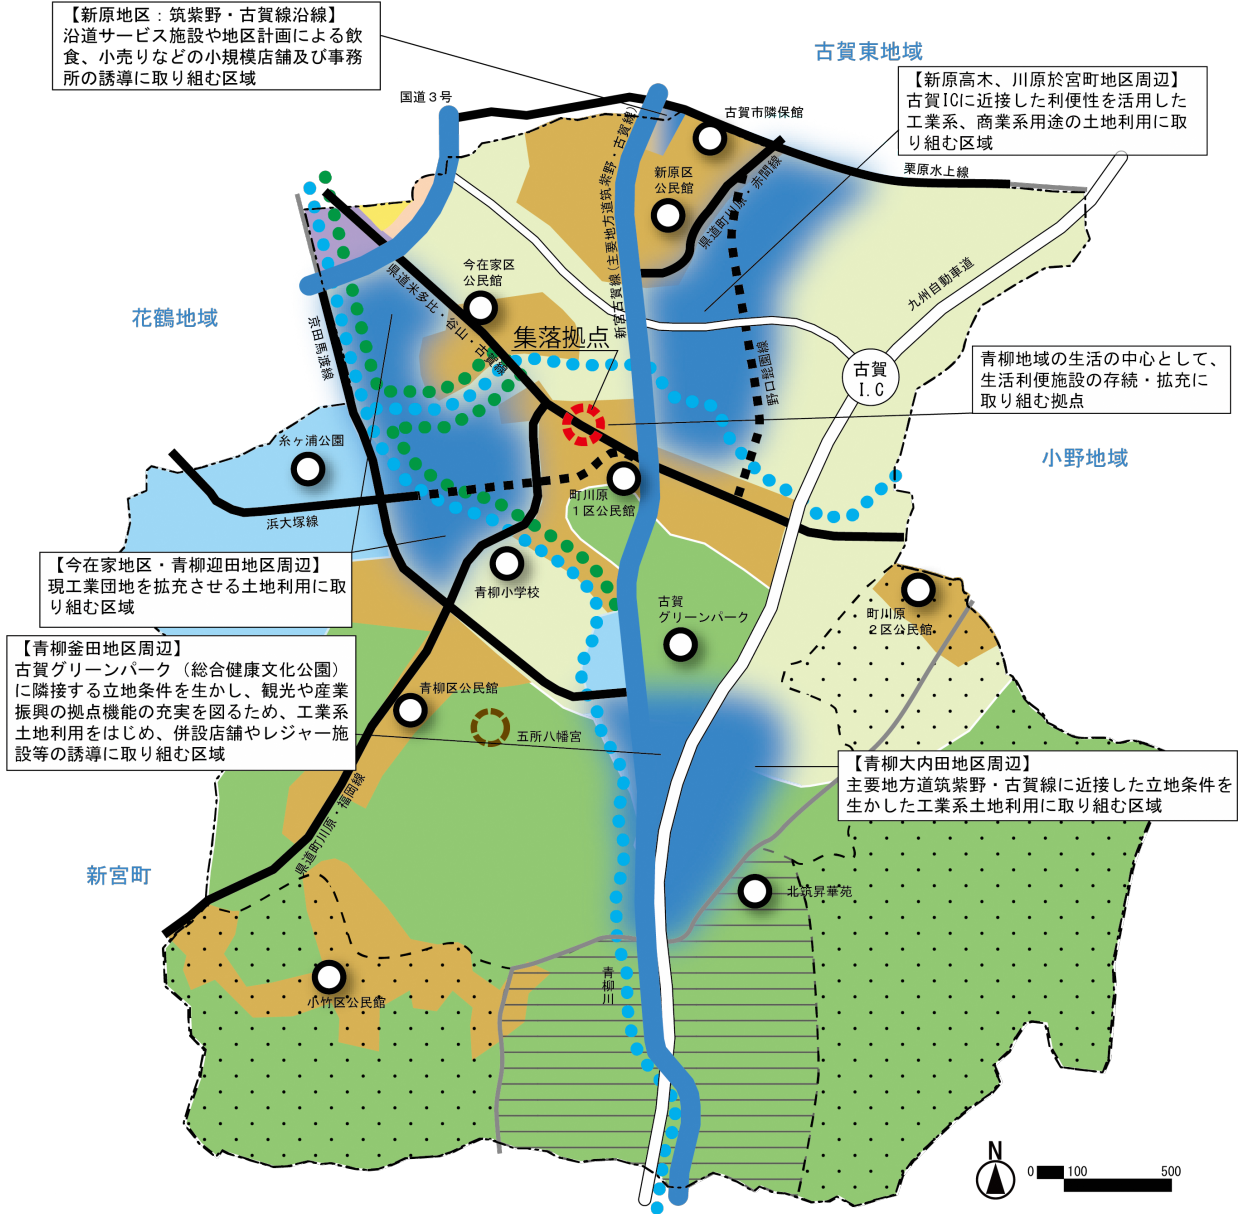 【新原地区：筑紫野・古賀線沿線】
沿道サービス施設や地区計画による飲
食、小売りなどの小規模店舗及び事務
所の誘導に取り組む区域
古賀東地域
【新原高木、川原於宮町地区周辺】
古賀ICに近接した利便性を活用した
工業系、商業系用途の土地利用に取
り組む区域
国道３号
古賀市隣保館
栗原水上線
新原区
公民館
県道町川原・赤間線
新宮古賀線(主要地方道筑紫野・古賀線)
今在家区
公民館
県道米多比・谷山・古賀線
九州自動車道
花鶴地域
京田馬渡線
集落拠点
野口髭園線
古賀
I.C
青柳地域の生活の中心として、
生活利便施設の存続・拡充に
取り組む拠点
糸ヶ浦公園
小野地域
町川原
１区公民館
浜大塚線
【今在家地区・青柳迎田地区周辺】
現工業団地を拡充させる土地利用に取
り組む区域
青柳小学校
古賀
グリーンパーク
町川原
２区公民館
【青柳釜田地区周辺】
古賀グリーンパーク（総合健康文化公園）
に隣接する立地条件を生かし、観光や産業
振興の拠点機能の充実を図るため、工業系
土地利用をはじめ、併設店舗やレジャー施
設等の誘導に取り組む区域
青柳区公民館
五所八幡宮
【青柳大内田地区周辺】
主要地方道筑紫野・古賀線に近接した立地条件を
生かした工業系土地利用に取り組む区域
県道町川原・福岡線
新宮町
北筑昇華苑
青柳川
小竹区公民館
N
0 100 500